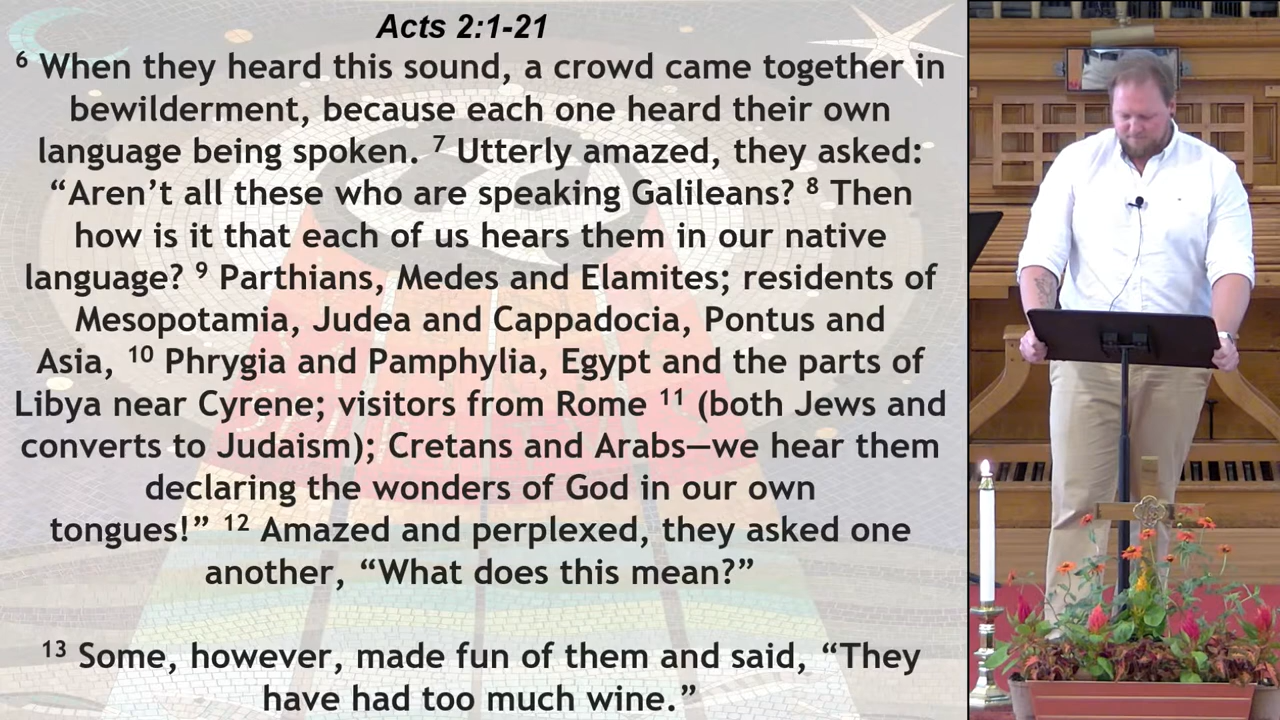 Acts 2:1-21
6 When they heard this sound, a crowd came together in
bewilderment, because each one heard their own
language being spoken. 7 Utterly amazed, they asked:
“Aren’t all these who are speaking Galileans? 8 Then
how is it that each of us hears them in our native
language? 9 Parthians, Medes and Elamites; residents of
Mesopotamia, Judea and Cappadocia, Pontus and
Asia, 10 Phrygia and Pamphylia, Egypt and the parts of
Libya near Cyrene; visitors from Rome 11 (both Jews and
converts to Judaism); Cretans and Arabs—we hear them
declaring the wonders of God in our own
tongues!” 12 Amazed and perplexed, they asked one
another, “What does this mean?”
13 Some, however, made fun of them and said, “They
have had too much wine.”